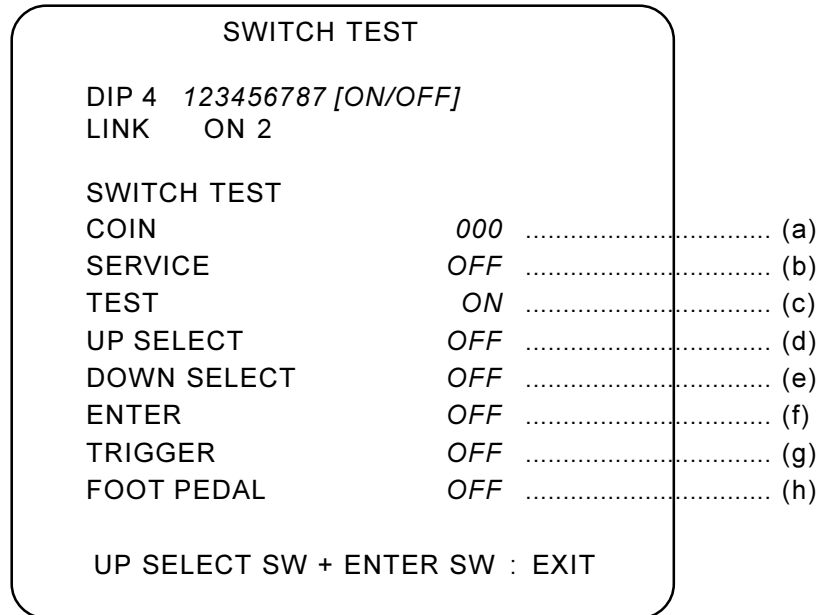 SWITCH TEST
DIP 4 123456787 [ON/OFF]
LINK ON 2
SWITCH TEST
COIN 000 ................................. (a)
SERVICE OFF ................................. (b)
TEST ON ................................. (c)
UP SELECT OFF ................................. (d)
DOWN SELECT OFF ................................. (e)
ENTER OFF ................................. (f)
TRIGGER OFF ................................. (g)
FOOT PEDAL OFF ................................. (h)
UP SELECT SW + ENTER SW : EXIT